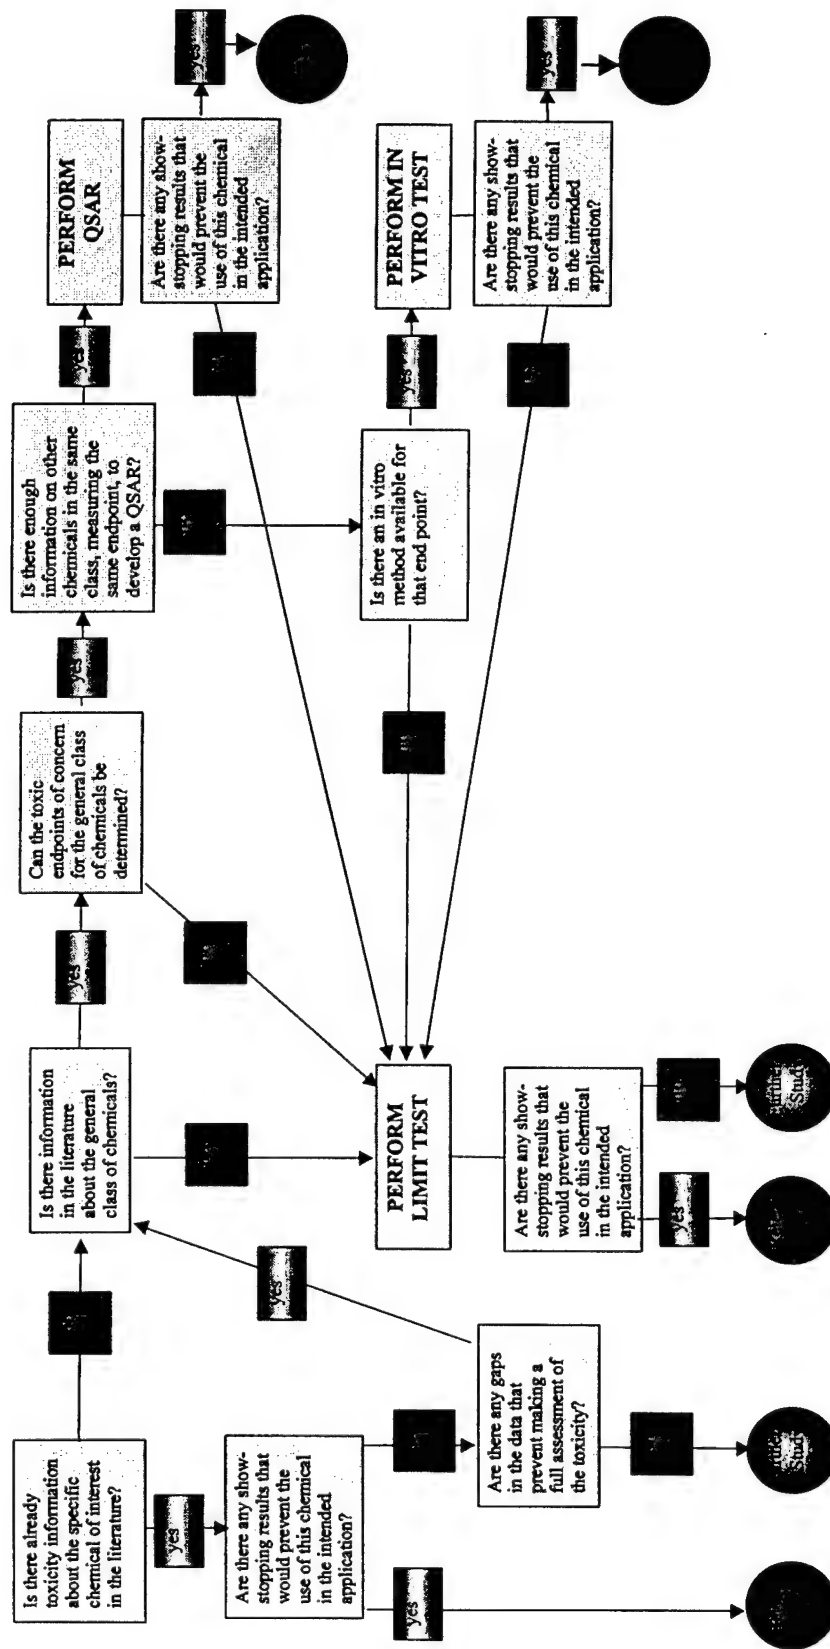 Is there already
toxicity information
about the specific
chemical of interest
in the literature?
yes
Are there any show-
stopping results that
would prevent the
use of this chemical
in the intended
application?
yes
Are there any gaps
in the data that
prevent making a
full assessment of
the toxicity?
Study
yes
Is there information
in the literature
about the general
class of chemicals?
yes
PERFORM
LIMIT TEST
Are there any show-
stopping results that
would prevent the
use of this chemical
in the intended
application?
yes
Further
Study
Can the toxic
endpoints of concern
for the general class
of chemicals be
determined?
yes
Is there enough
information on other
chemicals in the same
class, measuring the
same endpoint, to
develop a QSAR?
yes
PERFORM
QSAR
Are there any show-
stopping results that
would prevent the
use of this chemical
in the intended
application?
yes
Is there an in vitro
method available for
that end point?
yes
PERFORM IN
VITRO TEST
Are there any show-
stopping results that
would prevent the
use of this chemical
in the intended
application?
yes